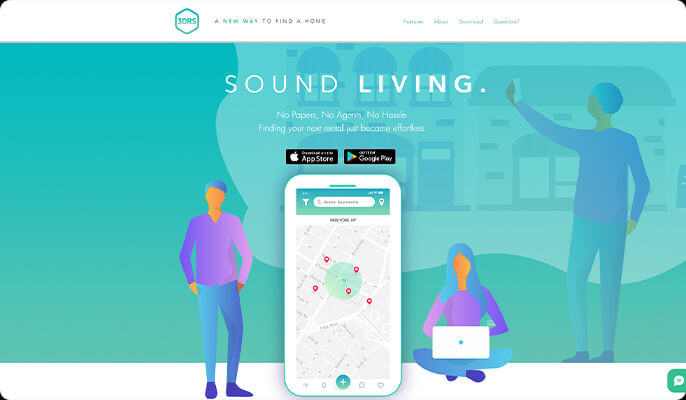 3DRS
A NEW WAY TO FIND A HOME
Features About Download Questions?
SOUND LIVING.
No Papers, No Agents, No Hassle.
Finding your next rental just became effortless.
Download on the
App Store
GET IT ON
Google Play
NEW YORK, NY
Park Row